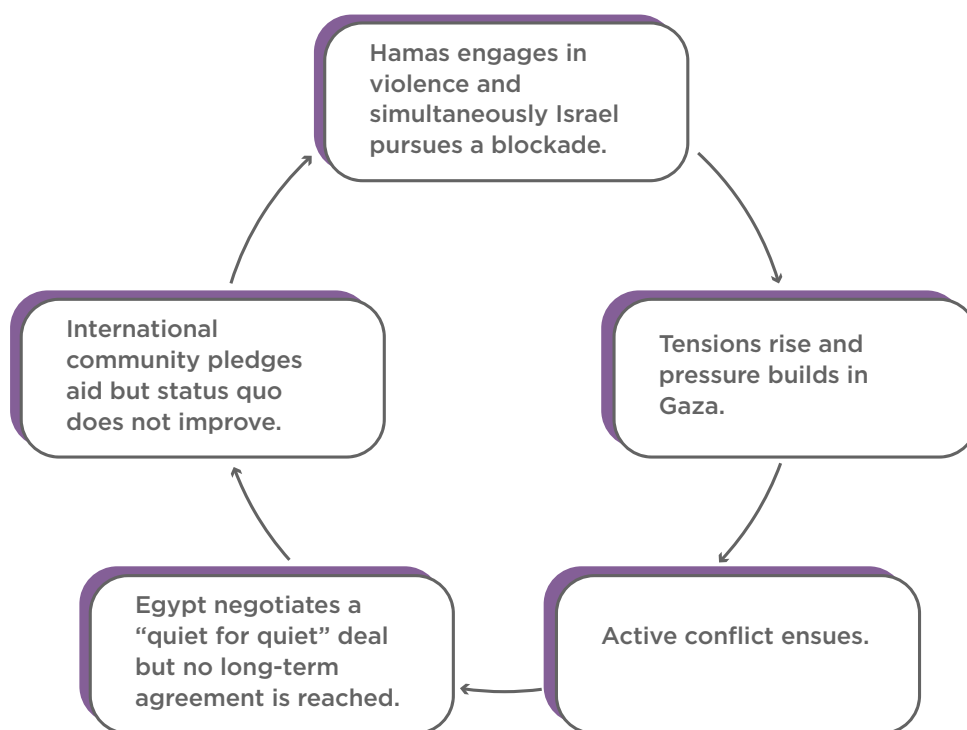 Hamas engages in
violence and
simultaneously Israel
pursues a blockade.
Tensions rise and
pressure builds in
Gaza.
Active conflict ensues.
Egypt negotiates a
“quiet for quiet” deal
but no long-term
agreement is reached.
International
community pledges
aid but status quo
does not improve.